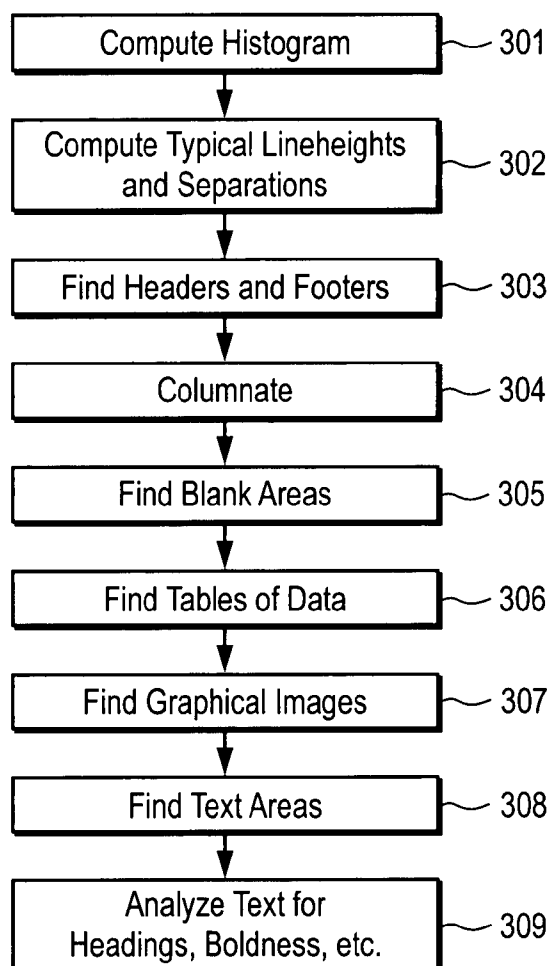 Compute Histogram 301
Compute Typical Lineheights
and Separations 302
Find Headers and Footers 303
Columnate 304
Find Blank Areas 305
Find Tables of Data 306
Find Graphical Images 307
Find Text Areas 308
Analyze Text for
Headings, Boldness, etc. 309